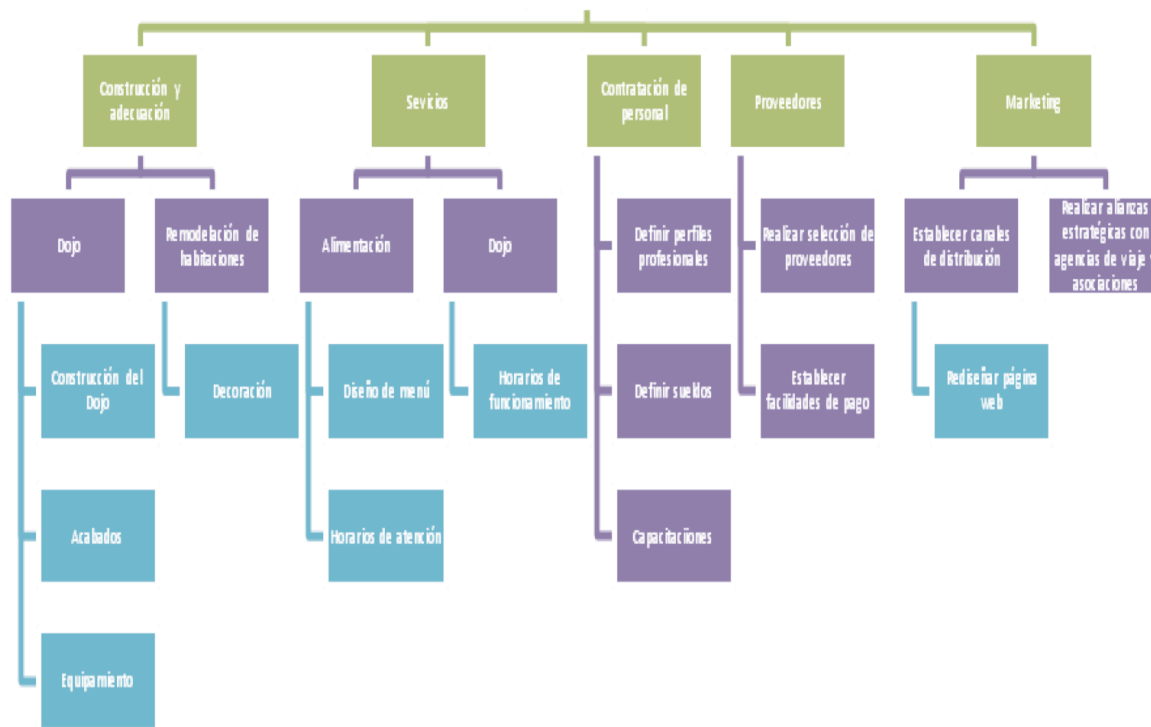 Construcción y
adecuación
Sevicios
Contratación de
personal
Proveedores
Marketing
Dojo
Remodelación de
habitaciones
Alimentación
Dojo
Definir perfiles
profesionales
Realizar selección de
proveedores
Establecer canales
de distribución
Realizar alianzas
estratégicas con
agencias de viaje y
asociaciones
Construcción del
Dojo
Decoración
Diseño de menú
Horarios de
funcionamiento
Definir sueldos
Establecer
facilidades de pago
Rediseñar página
web
Acabados
Horarios de atención
Capacitaciiones
Equipamiento